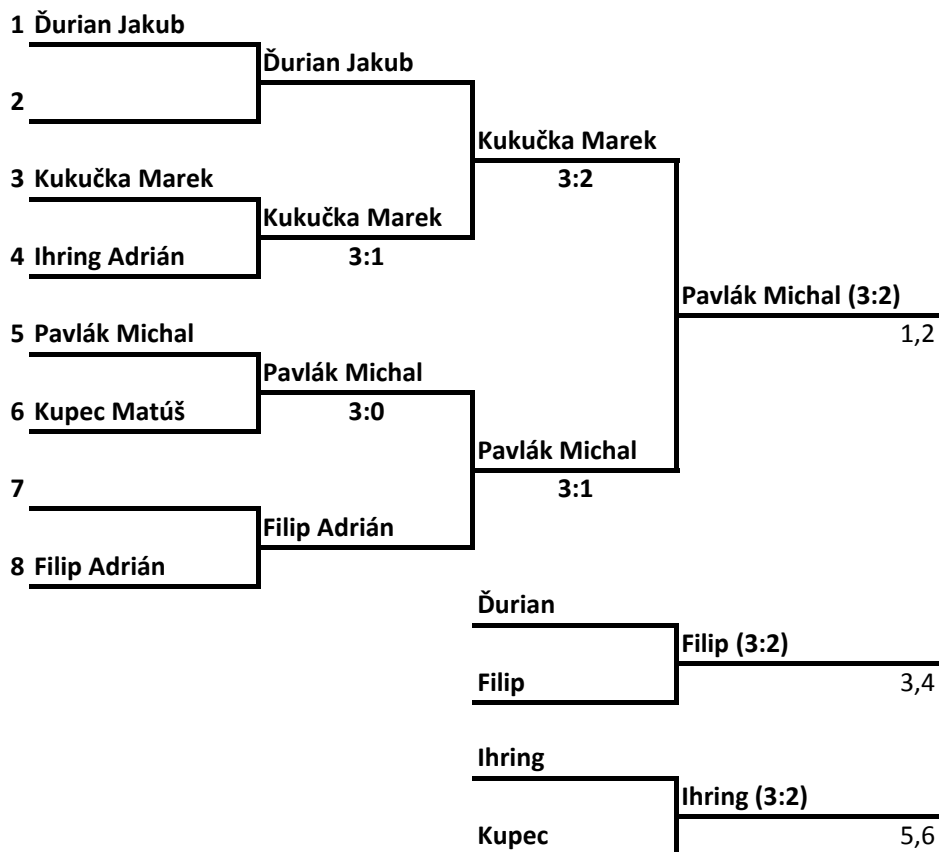 1 Ďurian Jakub
Ďurian Jakub
2
Kukučka Marek
3:2
3 Kukučka Marek
Kukučka Marek
3:1
4 Ihring Adrián
Pavlák Michal (3:2)
1,2
5 Pavlák Michal
Pavlák Michal
3:0
6 Kupec Matúš
Pavlák Michal
3:1
7
Filip Adrián
8 Filip Adrián
Ďurian
Filip (3:2)
3,4
Filip
Ihring
Ihring (3:2)
5,6
Kupec